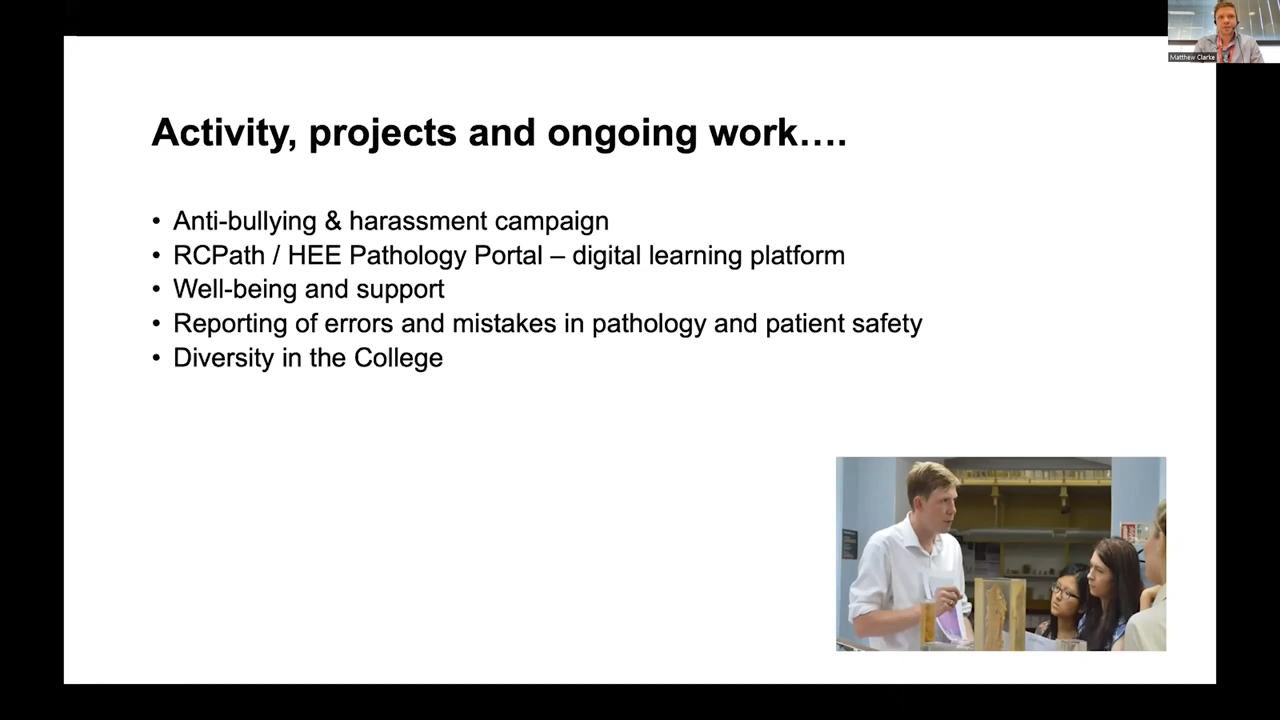 Matthew Clarke
Activity, projects and ongoing work….
• Anti-bullying & harassment campaign
• RCPath / HEE Pathology Portal – digital learning platform
• Well-being and support
• Reporting of errors and mistakes in pathology and patient safety
• Diversity in the College